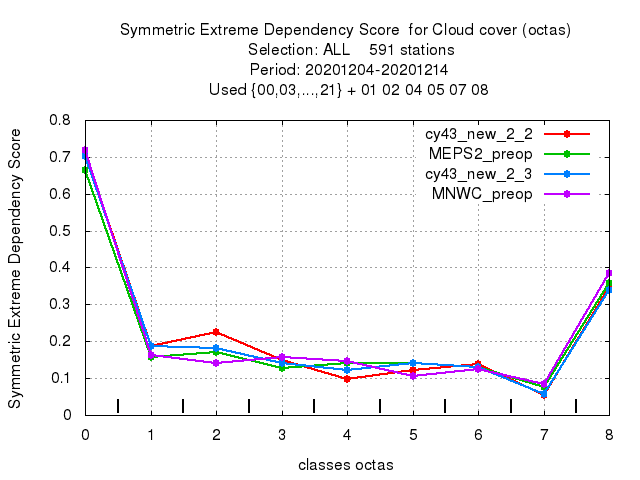 Symmetric Extreme Dependency Score  for Cloud cover (octas)
Selection: ALL    591 stations
Period: 20201204-20201214
Used {00,03,...,21} + 01 02 04 05 07 08
Symmetric Extreme Dependency Score
0.8
0.7
0.6
0.5
0.4
0.3
0.2
0.1
0
cy43_new_2_2
MEPS2_preop
cy43_new_2_3
MNWC_preop
0 1 2 3 4 5 6 7 8
classes octas